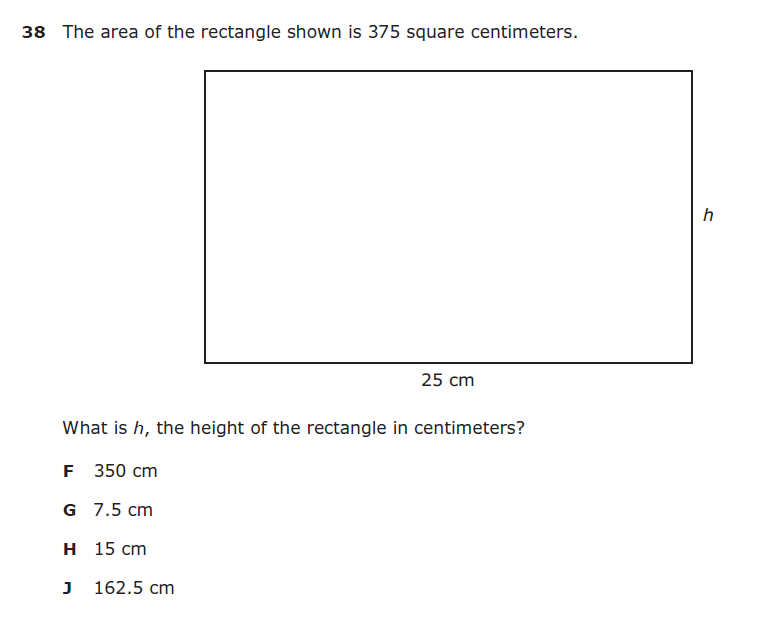 38 The area of the rectangle shown is 375 square centimeters.
h
25 cm
What is h, the height of the rectangle in centimeters?
F 350 cm
G 7.5 cm
H 15 cm
J 162.5 cm